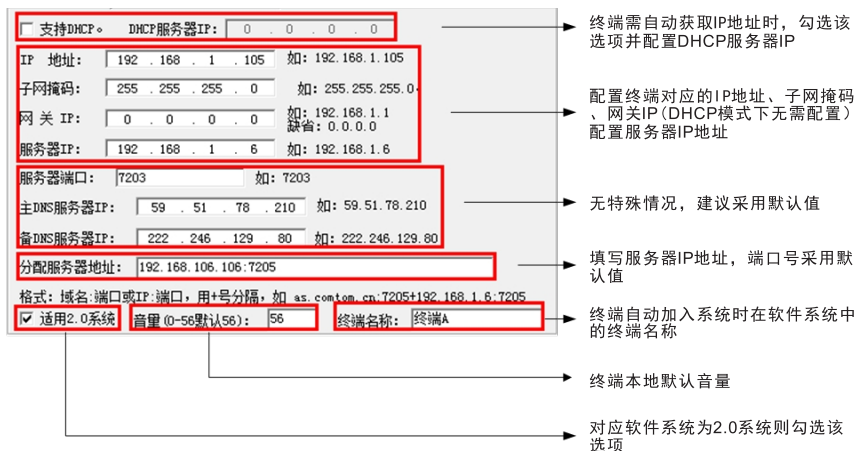 支持DHCP。 DHCP服务器IP: 0 . 0 . 0 . 0
终端需自动获取IP地址时，勾选该
选项并配置DHCP服务器IP
IP 地址: 192 . 168 . 1 . 105 如: 192.168.1.105
子网掩码: 255 . 255 . 255 . 0 如: 255.255.255.0
网 关 IP: 0 . 0 . 0 . 0 如: 192.168.1.1
缺省: 0.0.0.0
服务器IP: 192 . 168 . 1 . 6 如: 192.168.1.6
配置终端对应的IP地址、子网掩码
、网关IP(DHCP模式下无需配置)
配置服务器IP地址
服务器端口: 7203 如: 7203
主DNS服务器IP: 59 . 51 . 78 . 210 如: 59.51.78.210
备DNS服务器IP: 222 . 246 . 129 . 80 如: 222.246.129.80
无特殊情况，建议采用默认值
分配服务器地址: 192.168.106.106:7205
填写服务器IP地址，端口号采用默
认值
格式: 域名:端口或IP:端口，用+号分隔，如 as.comtom.cn:7205+192.168.1.6:7205
适用2.0系统 音量(0-56默认56): 56 终端名称: 终端A
终端自动加入系统时在软件系统中
的终端名称
终端本地默认音量
对应软件系统为2.0系统则勾选该
选项